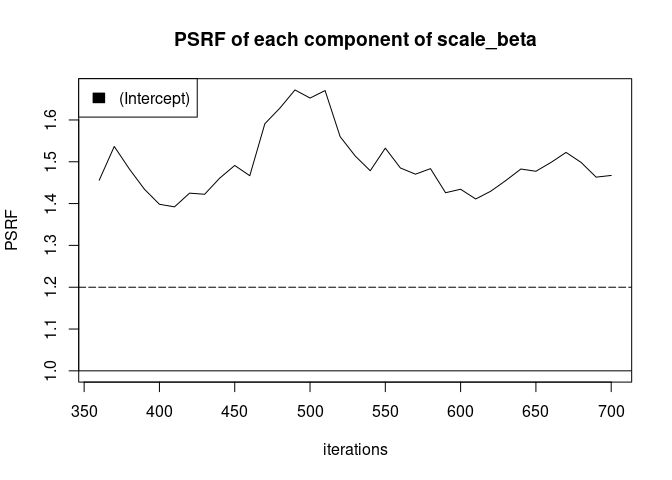 PSRF of each component of scale_beta
(Intercept)
PSRF
1.6
1.5
1.4
1.3
1.2
1.1
1.0
350 400 450 500 550 600 650 700
iterations